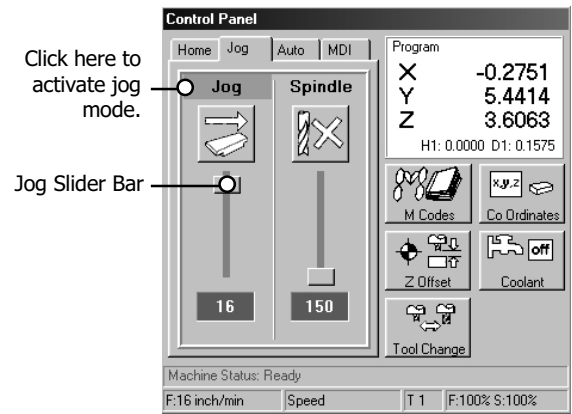 Control Panel
Home Jog Auto MDI
Click here to
activate jog
mode.
Jog Spindle
Jog Slider Bar
16 150
Program
X -0.2751
Y 5.4414
Z 3.6063
H1: 0.0000 D1: 0.1575
M Codes
x,y,z
Co Ordinates
Z Offset
off
Coolant
Tool Change
Machine Status: Ready
F:16 inch/min Speed T 1 F:100% S:100%